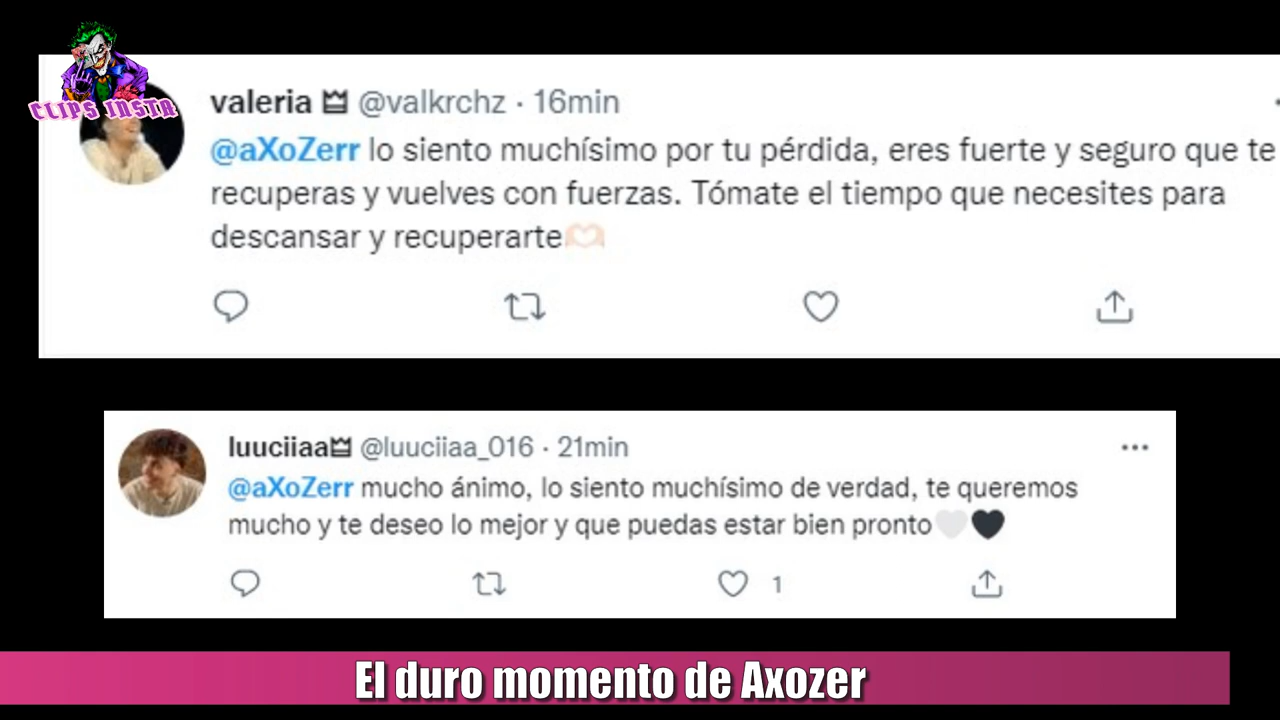 CLIPS INSTA
valeria @valkrchz · 16min
@aXoZerr lo siento muchísimo por tu pérdida, eres fuerte y seguro que te
recuperas y vuelves con fuerzas. Tómate el tiempo que necesites para
descansar y recuperarte🫶🏻
luuciiaa @luuciiaa_016 · 21min
@aXoZerr mucho ánimo, lo siento muchísimo de verdad, te queremos
mucho y te deseo lo mejor y que puedas estar bien pronto🤍🖤
1
El duro momento de Axozer